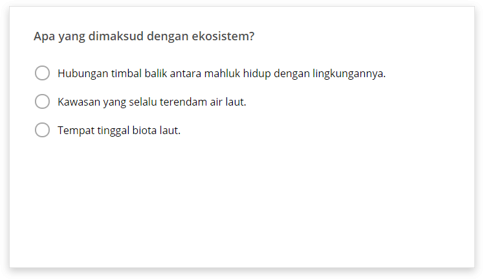 Apa yang dimaksud dengan ekosistem?
Hubungan timbal balik antara mahluk hidup dengan lingkungannya.
Kawasan yang selalu terendam air laut.
Tempat tinggal biota laut.